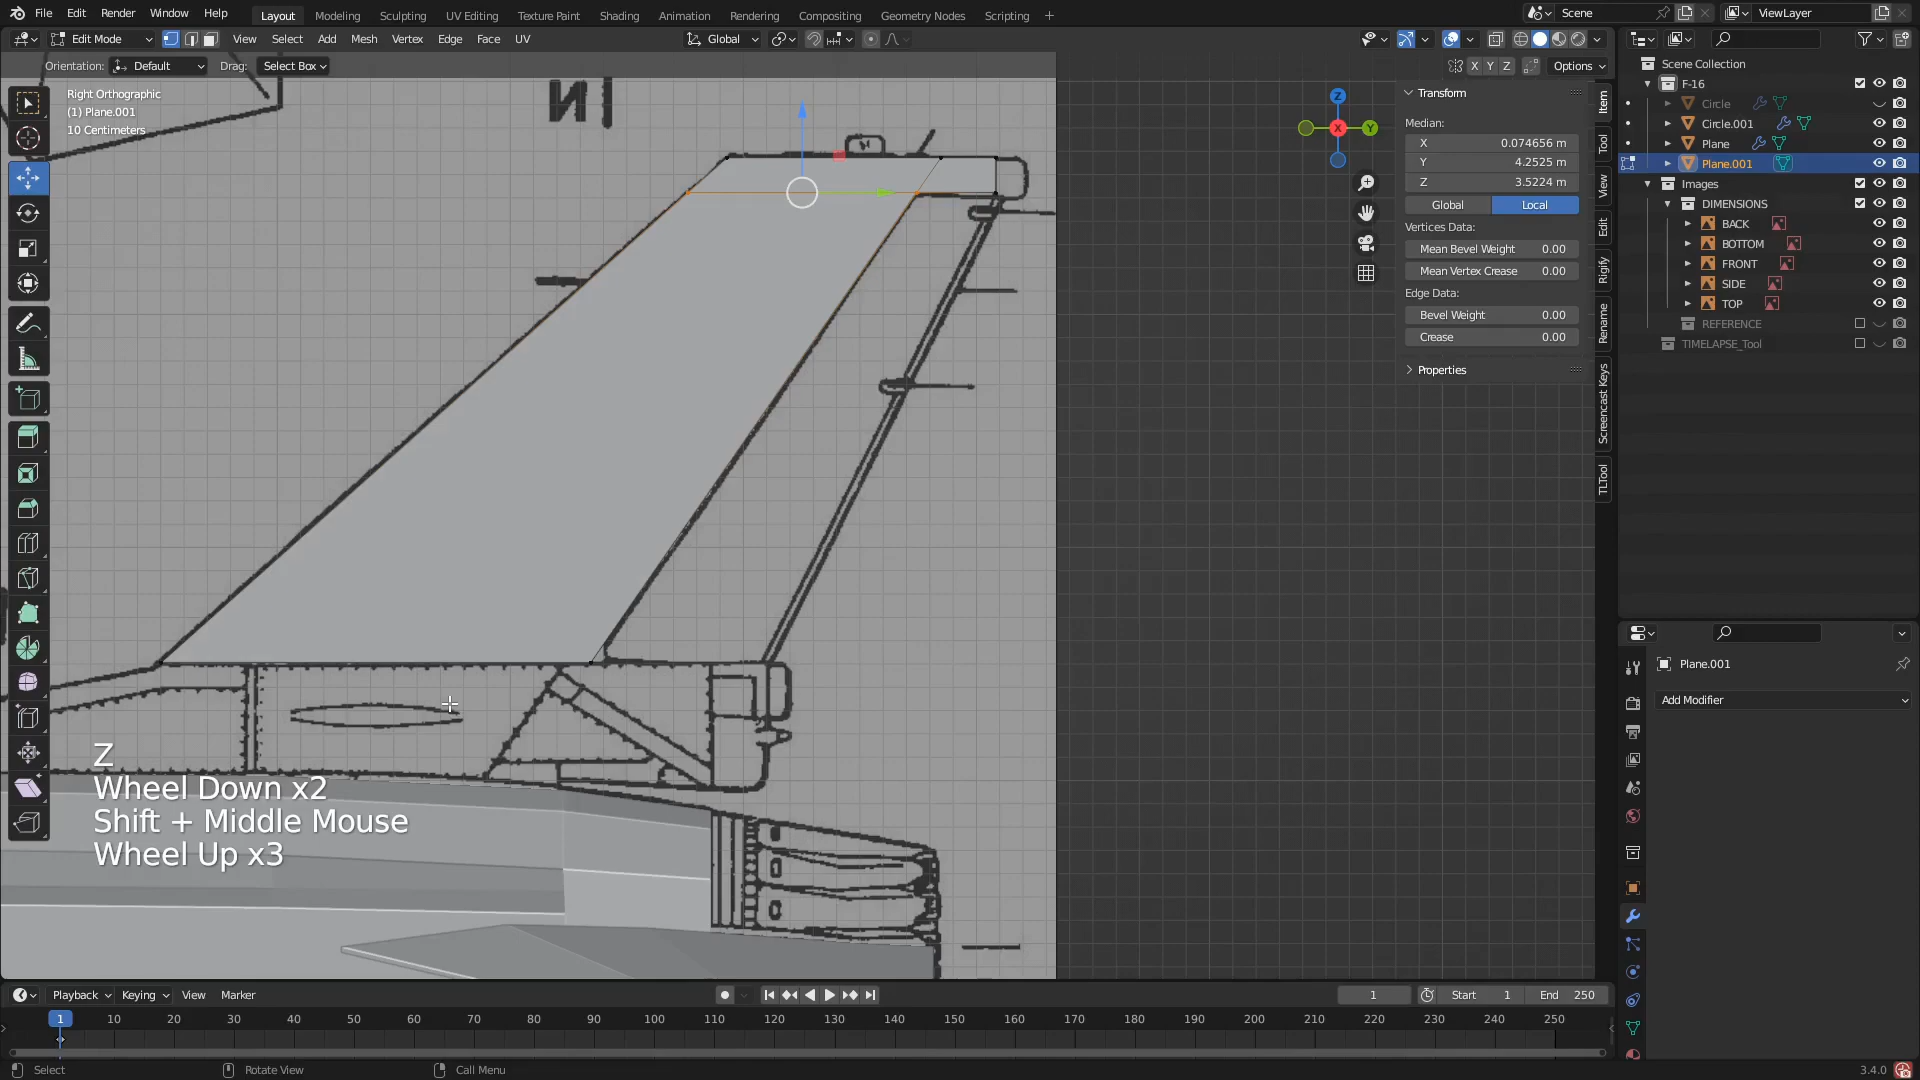 File Edit Render Window Help Layout Modeling Sculpting UV Editing Texture Paint Shading Animation Rendering Compositing Geometry Nodes Scripting + Scene ViewLayer
Edit Mode View Select Add Mesh Vertex Edge Face UV Global
Orientation: Default Drag: Select Box X Y Z Options
Right Orthographic
(1) Plane.001
10 Centimeters
Z
Y
X
Transform
Median:
X 0.074656 m
Y 4.2525 m
Z 3.5224 m
Global Local
Vertices Data:
Mean Bevel Weight 0.00
Mean Vertex Crease 0.00
Edge Data:
Bevel Weight 0.00
Crease 0.00
Properties
Item
Tool
View
Edit
Rigify
Rename
Screencast Keys
TLTool
Scene Collection
F-16
Circle
Circle.001
Plane
Plane.001
Images
DIMENSIONS
BACK
BOTTOM
FRONT
SIDE
TOP
REFERENCE
TIMELAPSE_Tool
Plane.001
Add Modifier
Z
Wheel Down x2
Shift + Middle Mouse
Wheel Up x3
Playback Keying View Marker 1 Start 1 End 250
1 10 20 30 40 50 60 70 80 90 100 110 120 130 140 150 160 170 180 190 200 210 220 230 240 250
Select Rotate View Call Menu 3.4.0